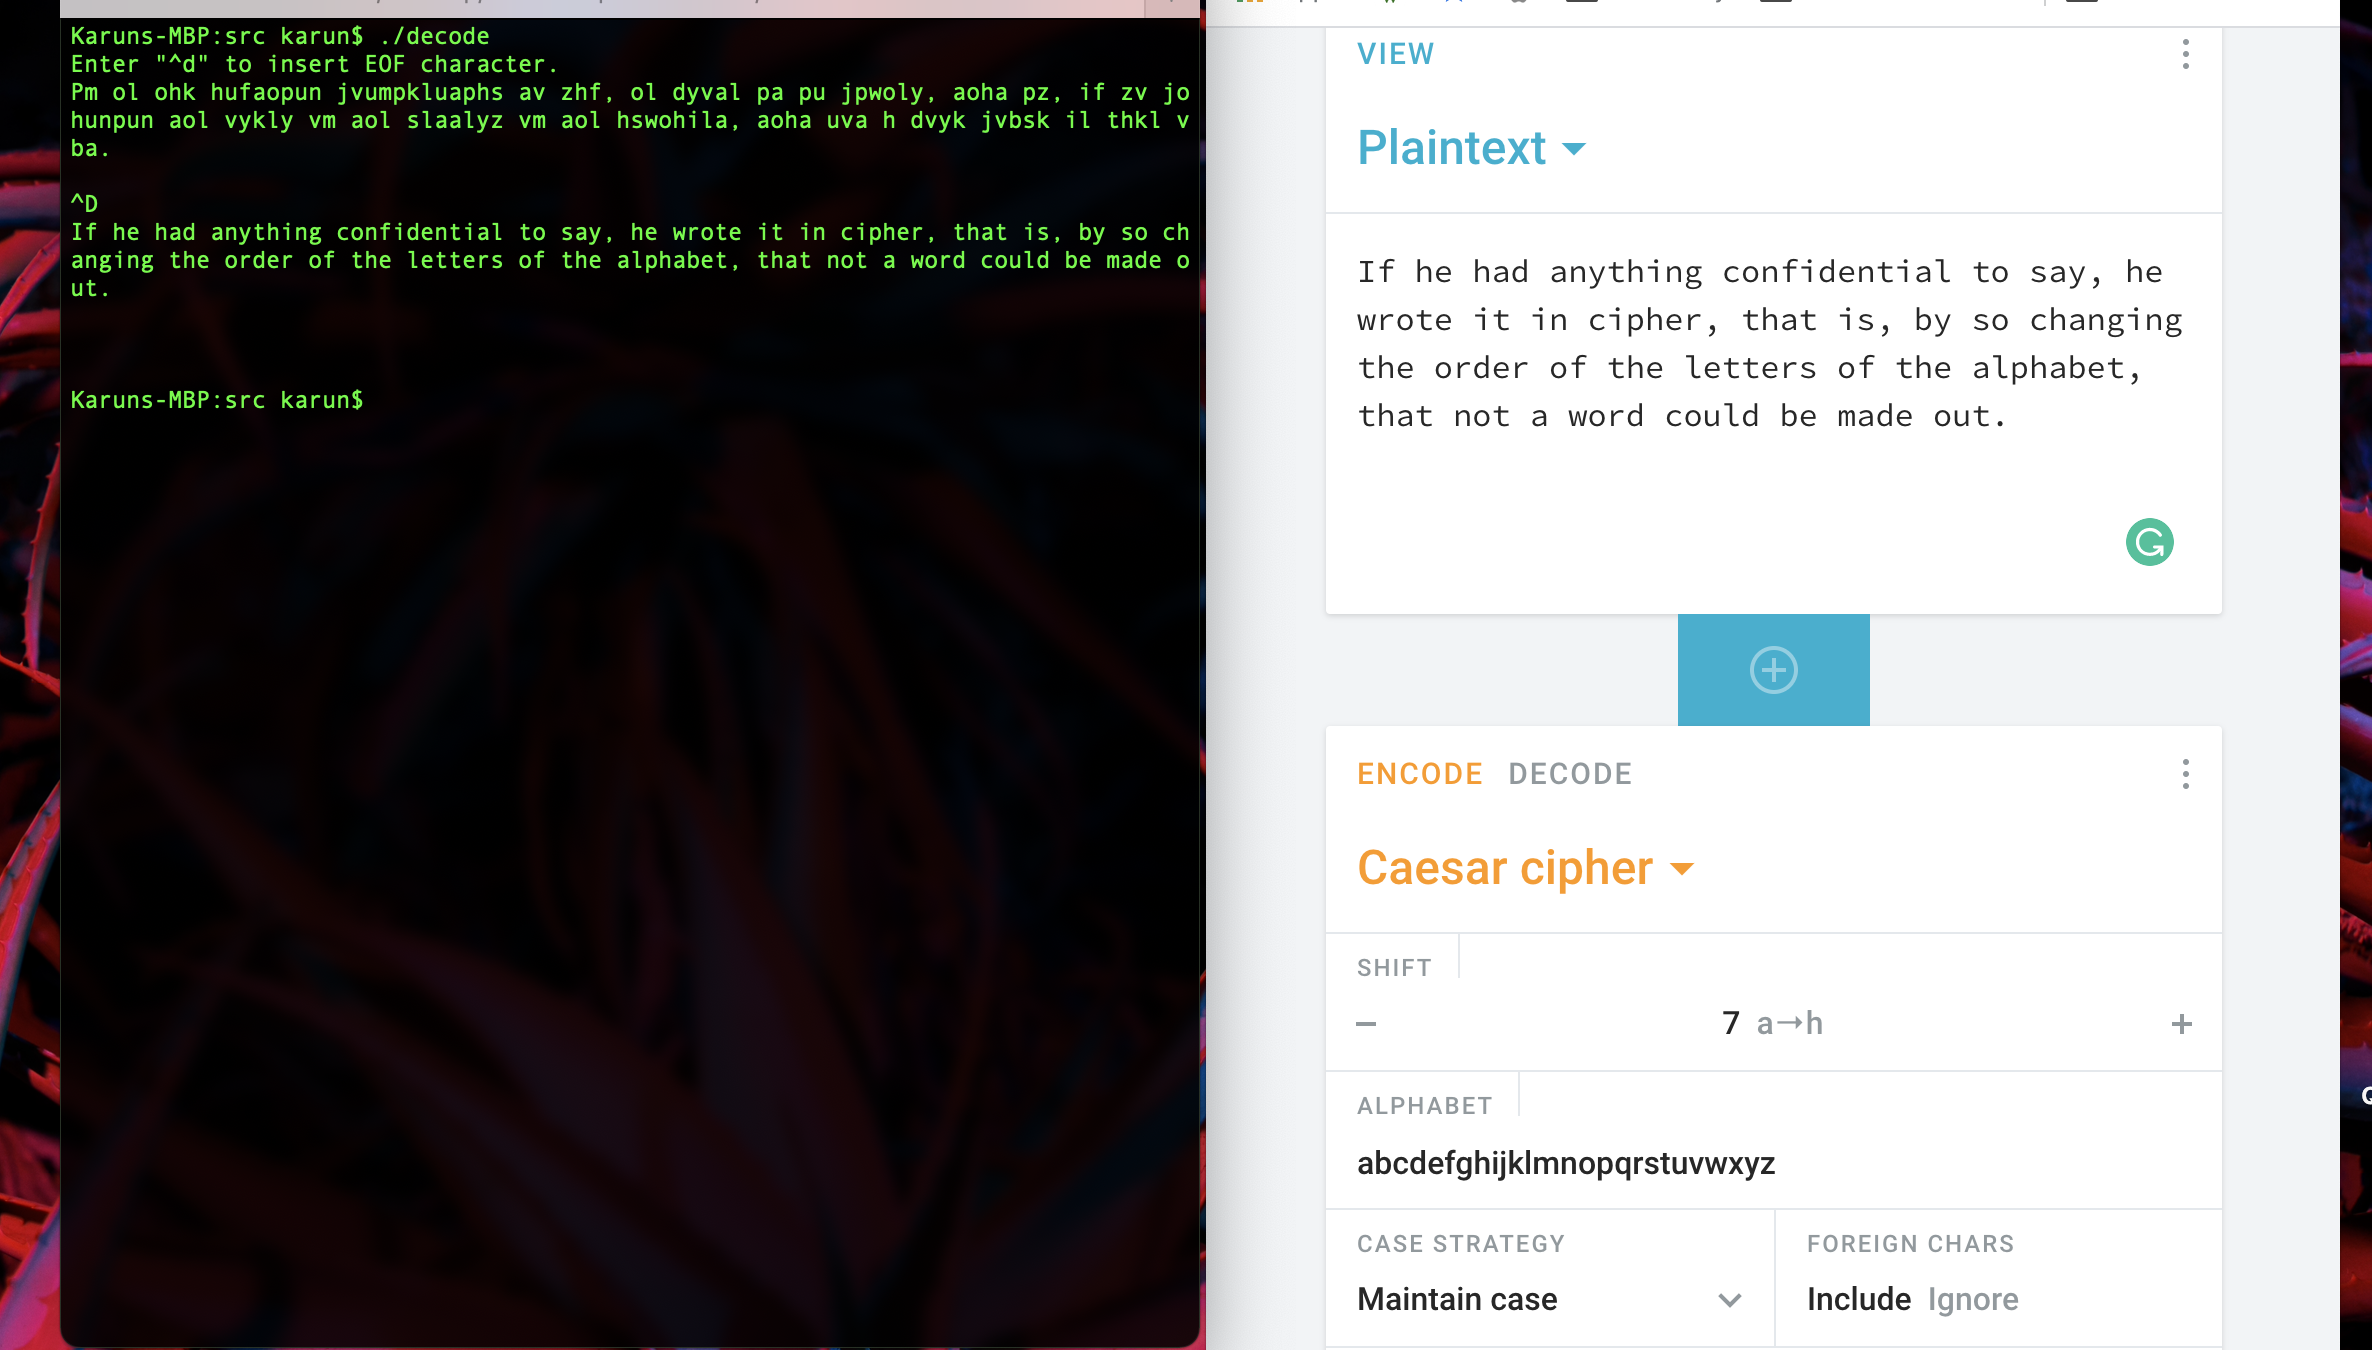 Karuns-MBP:src karun$ ./decode
Enter "^d" to insert EOF character.
Pm ol ohk hufaopun jvumpkluaphs av zhf, ol dyval pa pu jpwoly, aoha pz, if zv jo
hunpun aol vykly vm aol slaalyz vm aol hswohila, aoha uva h dvyk jvbsk il thkl v
ba.
^D
If he had anything confidential to say, he wrote it in cipher, that is, by so ch
anging the order of the letters of the alphabet, that not a word could be made o
ut.
Karuns-MBP:src karun$
VIEW
Plaintext
If he had anything confidential to say, he
wrote it in cipher, that is, by so changing
the order of the letters of the alphabet,
that not a word could be made out.
ENCODE DECODE
Caesar cipher
SHIFT
− 7 a→h +
ALPHABET
abcdefghijklmnopqrstuvwxyz
CASE STRATEGY
Maintain case
FOREIGN CHARS
Include Ignore